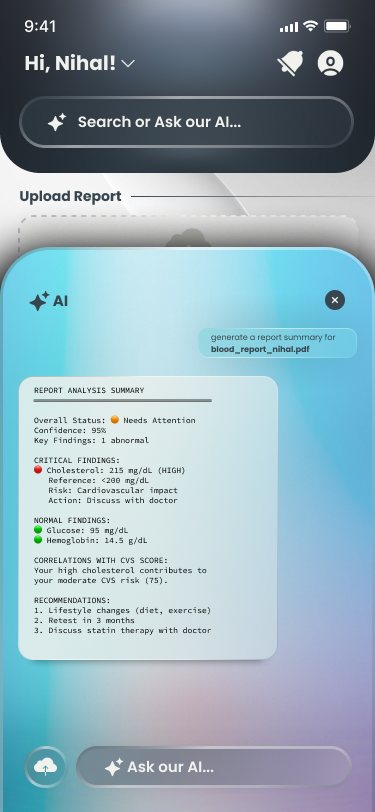 9:41
Hi, Nihal!
Search or Ask our AI...
Upload Report
AI
generate a report summary for
blood_report_nihal.pdf
REPORT ANALYSIS SUMMARY
Overall Status: 🟠 Needs Attention
Confidence: 95%
Key Findings: 1 abnormal
CRITICAL FINDINGS:
🔴 Cholesterol: 215 mg/dL (HIGH)
Reference: <200 mg/dL
Risk: Cardiovascular impact
Action: Discuss with doctor
NORMAL FINDINGS:
🟢 Glucose: 95 mg/dL
🟢 Hemoglobin: 14.5 g/dL
CORRELATIONS WITH CVS SCORE:
Your high cholesterol contributes to
your moderate CVS risk (75).
RECOMMENDATIONS:
1. Lifestyle changes (diet, exercise)
2. Retest in 3 months
3. Discuss statin therapy with doctor
Ask our AI...